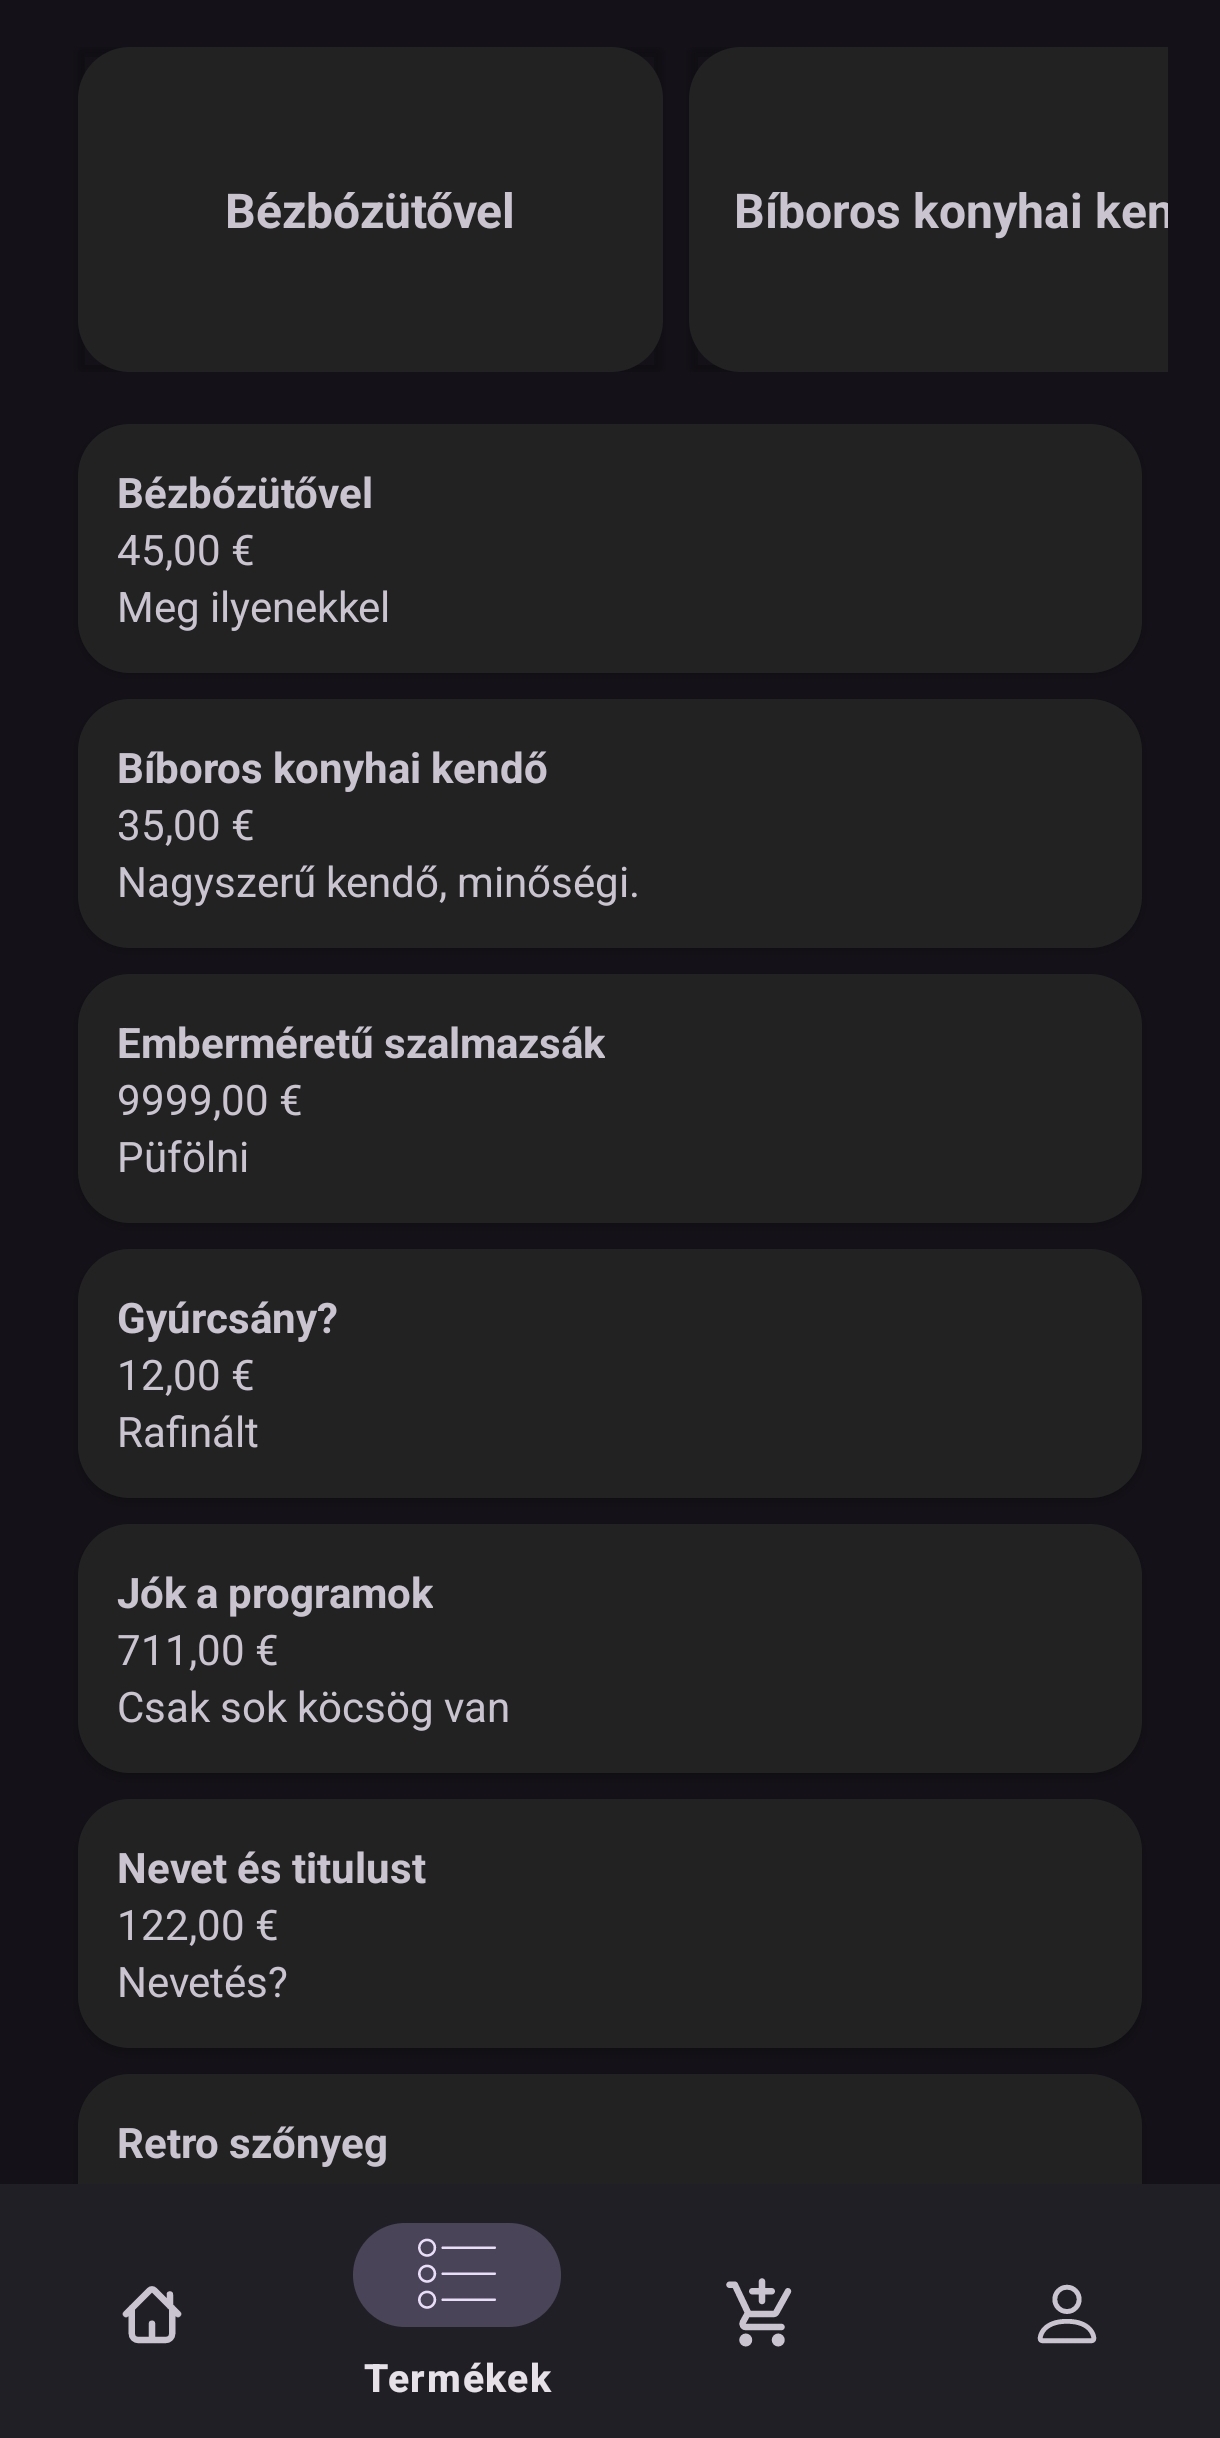 Bézbózütővel
Bíboros konyhai ken
Bézbózütővel
45,00 €
Meg ilyenekkel
Bíboros konyhai kendő
35,00 €
Nagyszerű kendő, minőségi.
Emberméretű szalmazsák
9999,00 €
Püfölni
Gyúrcsány?
12,00 €
Rafinált
Jók a programok
711,00 €
Csak sok köcsög van
Nevet és titulust
122,00 €
Nevetés?
Retro szőnyeg
Termékek